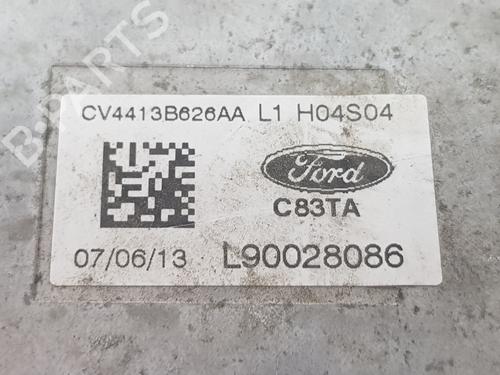 B-PARTS
CV4413B626AA L1 H04S04
Ford
C83TA
07/06/13 L90028086